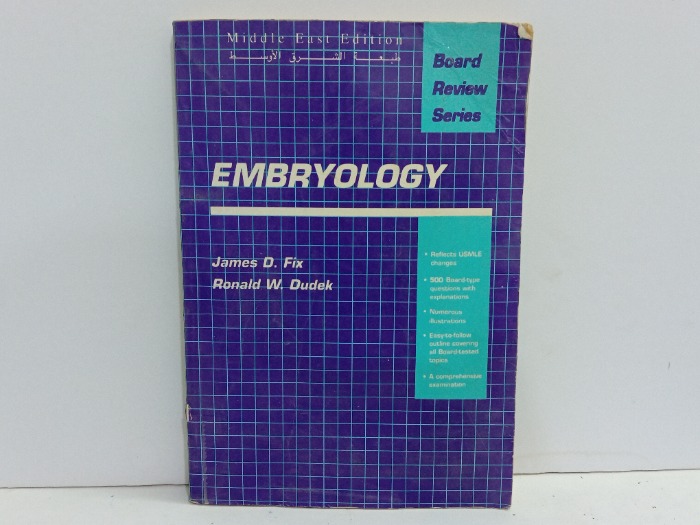 Middle East Edition
طبعة الشرق الأوسط
Board
Review
Series
EMBRYOLOGY
James D. Fix
Ronald W. Dudek
• Reflects USMLE
changes
• 500 Board-type
questions with
explanations
• Numerous
illustrations
• Easy-to-follow
outline covering
all Board-tested
topics
• A comprehensive
examination